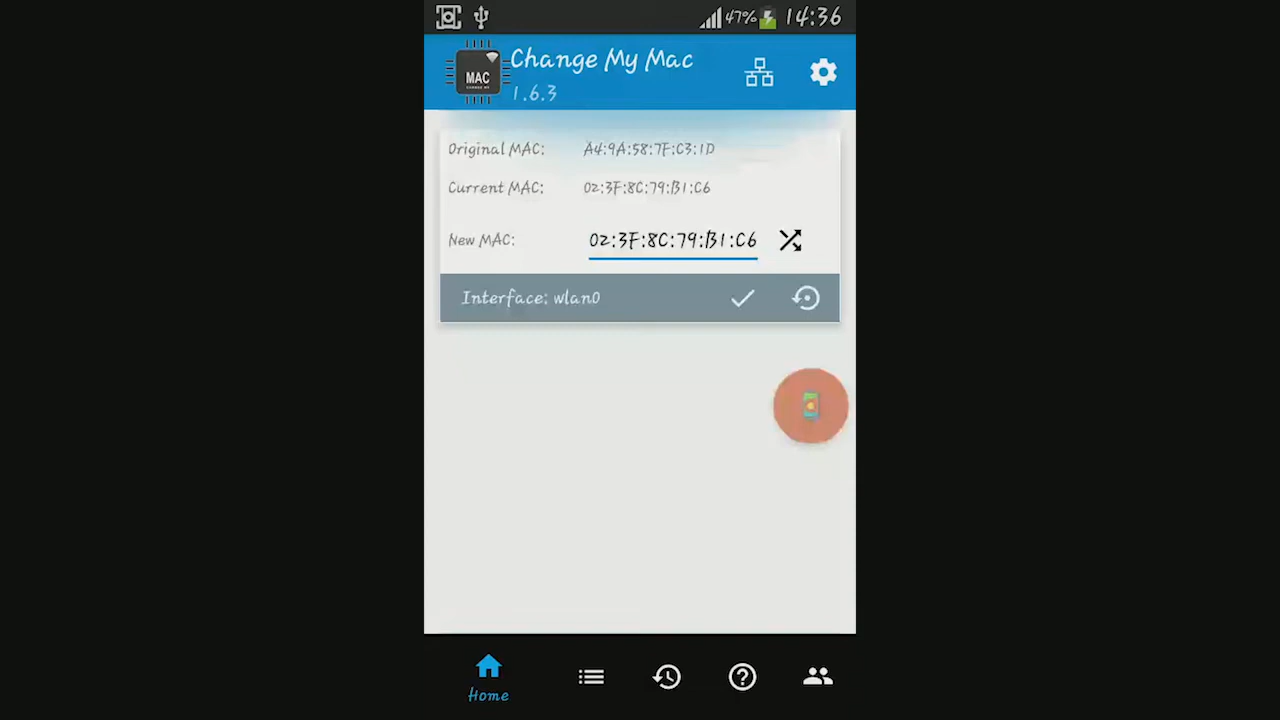 47% 14:36
MAC
Change My Mac
1.6.3
Original MAC: A4:9A:58:7F:C3:1D
Current MAC: 02:3F:8C:79:B1:C6
New MAC: 02:3F:8C:79:B1:C6
Interface: wlan0
Home